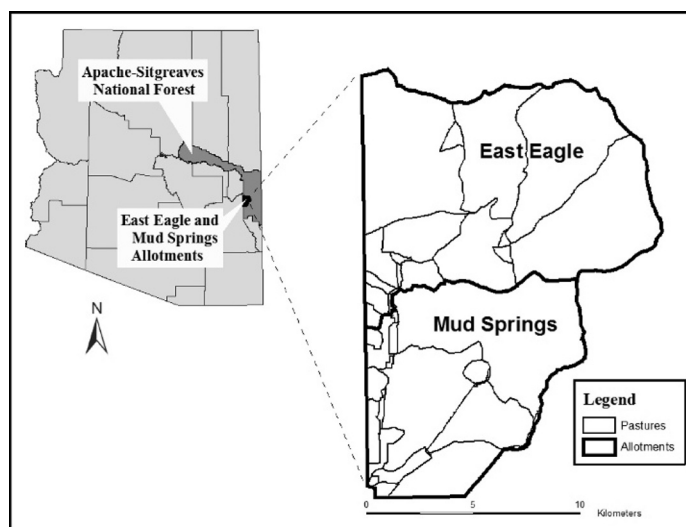 Apache-Sitgreaves
National Forest
East Eagle and
Mud Springs
Allotments
N
East Eagle
Mud Springs
Legend
Pastures
Allotments
0 5 10
Kilometers